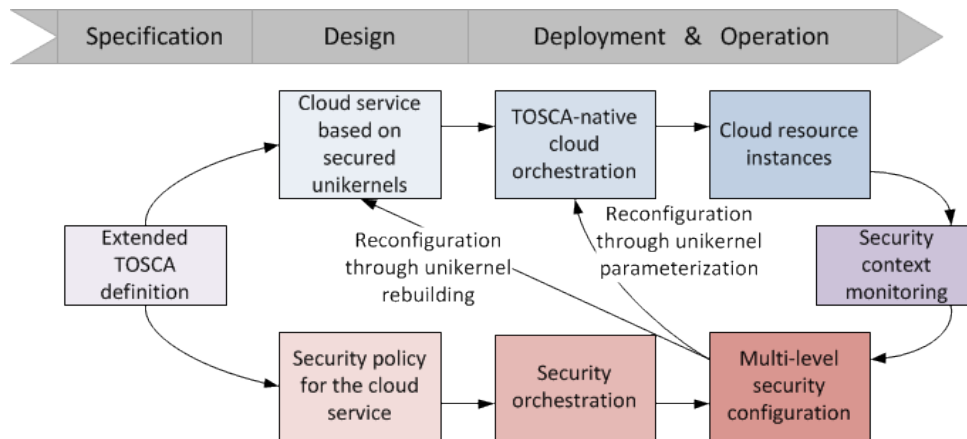 Specification
Design
Deployment & Operation
Cloud service
based on
secured
unikernels
TOSCA-native
cloud
orchestration
Cloud resource
instances
Extended
TOSCA
definition
Reconfiguration
through unikernel
rebuilding
Reconfiguration
through unikernel
parameterization
Security
context
monitoring
Security policy
for the cloud
service
Security
orchestration
Multi-level
security
configuration